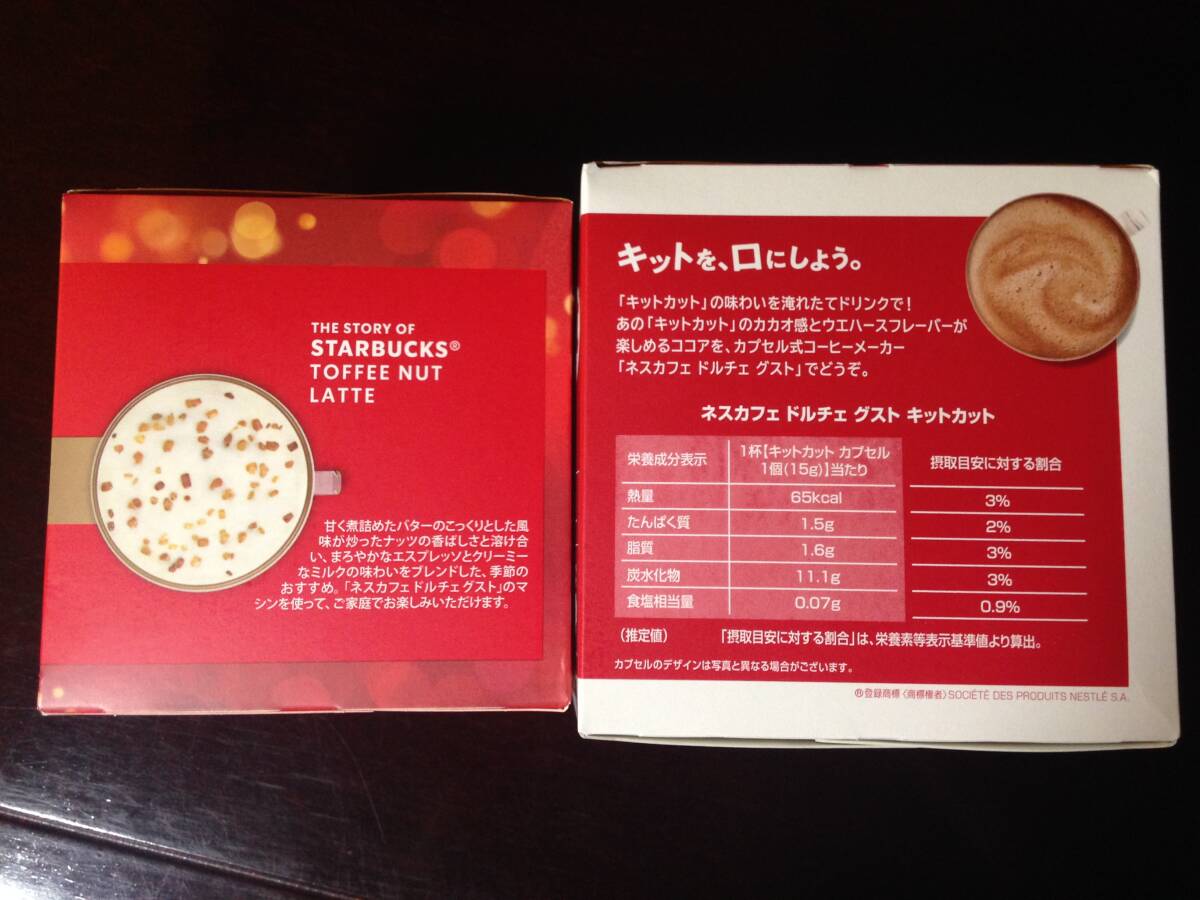 THE STORY OF
STARBUCKS®
TOFFEE NUT
LATTE
甘く煮詰めたバターのこっくりとした風
味が炒ったナッツの香ばしさと溶け合
い、まろやかなエスプレッソとクリーミー
なミルクの味わいをブレンドした、季節の
おすすめ。「ネスカフェドルチェグスト」のマ
シンを使って、ご家庭でお楽しみいただけます。
キットを、口にしよう。
「キットカット」の味わいを淹れたてドリンクで!
あの「キットカット」のカカオ感とウエハースフレーバーが
楽しめるココアを、カプセル式コーヒーメーカー
「ネスカフェ ドルチェ グスト」でどうぞ。
ネスカフェ ドルチェ グスト キットカット
栄養成分表示 1杯【キットカット カプセル 1個(15g)】当たり 摂取目安に対する割合
熱量 65kcal 3%
たんぱく質 1.5g 2%
脂質 1.6g 3%
炭水化物 11.1g 3%
食塩相当量 0.07g 0.9%
(推定値) 「摂取目安に対する割合」は、栄養素等表示基準値より算出。
カプセルのデザインは写真と異なる場合がございます。
®登録商標〈商標権者〉SOCIÉTÉ DES PRODUITS NESTLÉ S.A.